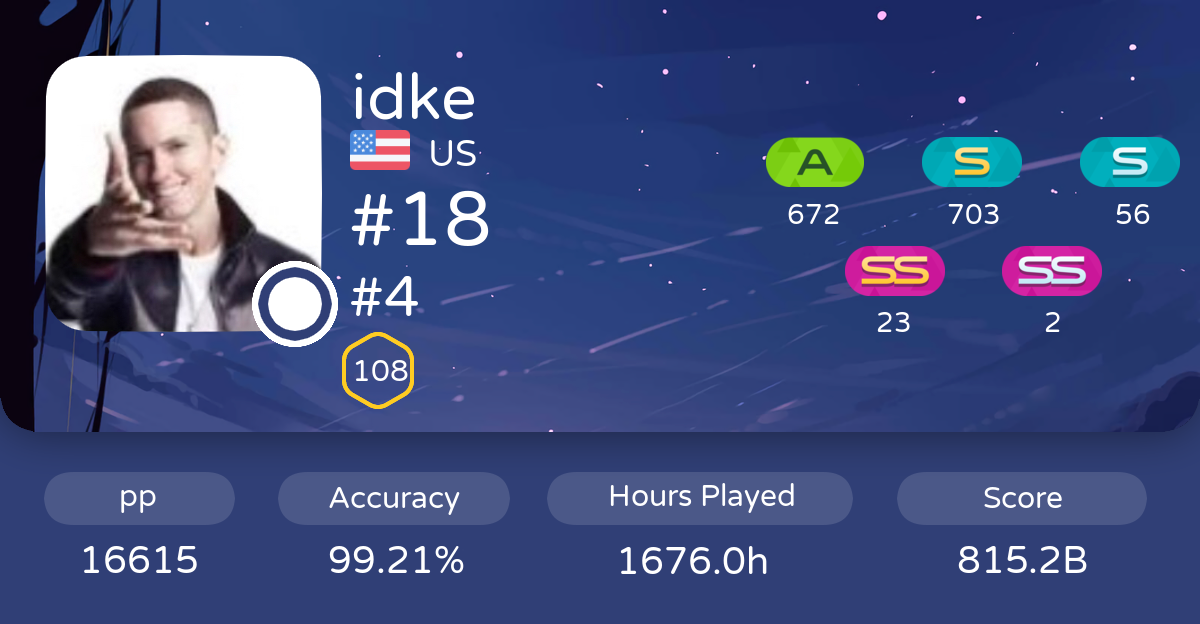 idke
US
#18
#4
108
A S S
672 703 56
SS SS
23 2
pp Accuracy Hours Played Score
16615 99.21% 1676.0h 815.2B